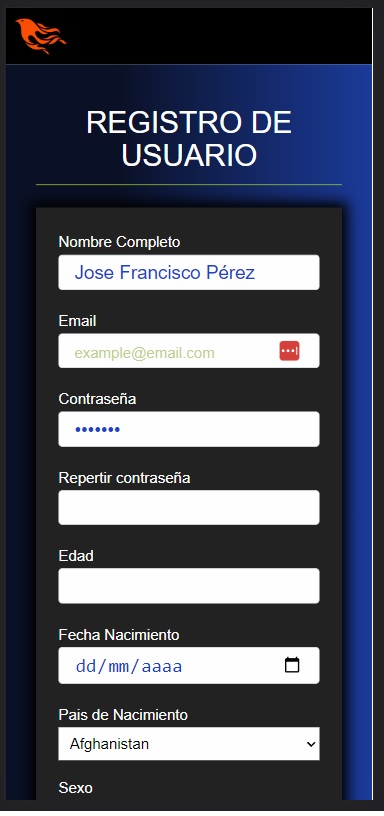 REGISTRO DE
USUARIO
Nombre Completo
Jose Francisco Pérez
Email
example@email.com
Contraseña
•••••••
Repertir contraseña
Edad
Fecha Nacimiento
dd/mm/aaaa
Pais de Nacimiento
Afghanistan
Sexo